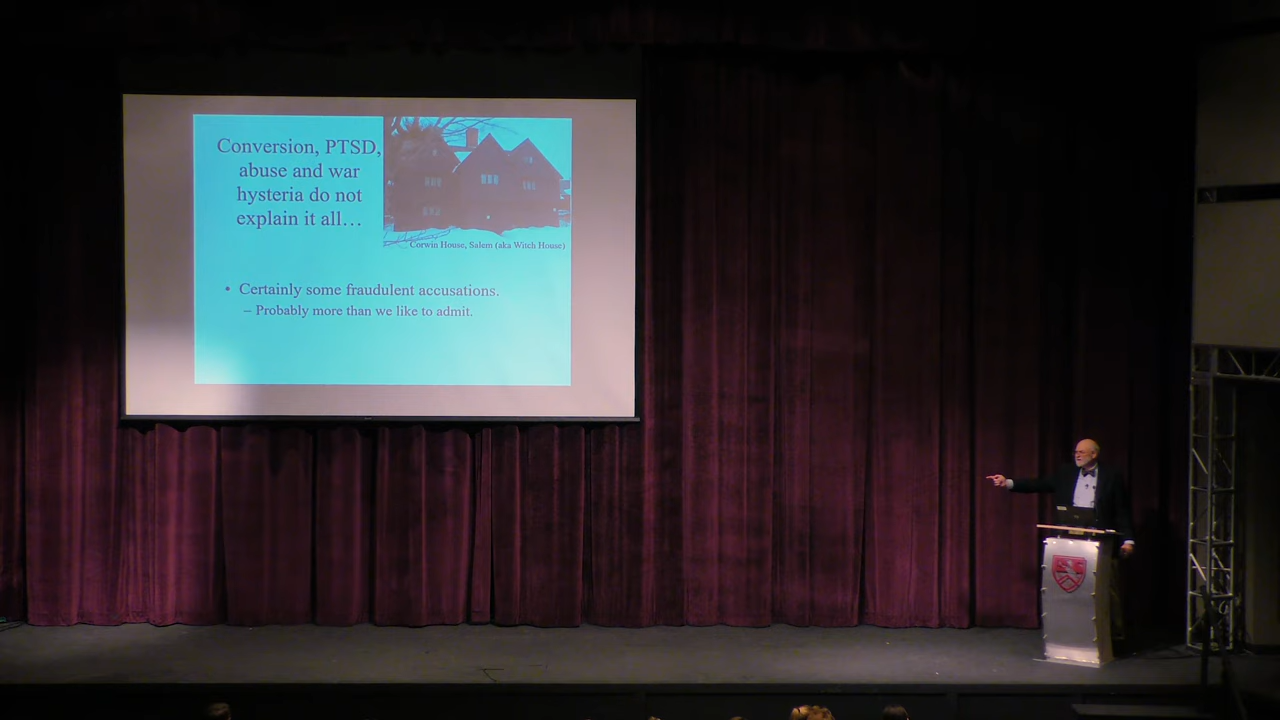 Conversion, PTSD,
abuse and war
hysteria do not
explain it all…
Corwin House, Salem (aka Witch House)
• Certainly some fraudulent accusations.
– Probably more than we like to admit.